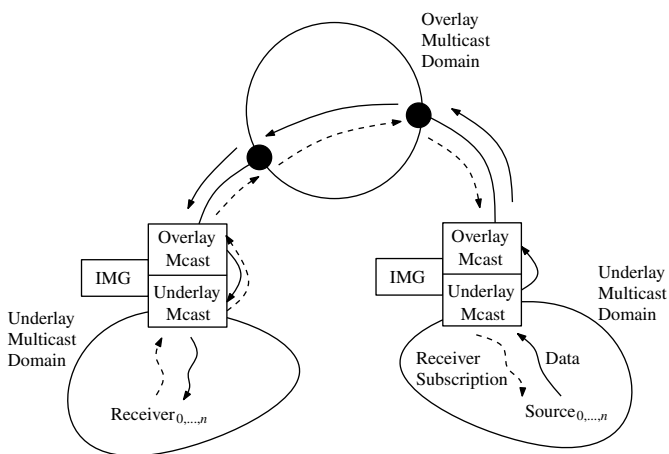 Overlay
Multicast
Domain
Overlay
Mcast
IMG
Underlay
Mcast
Underlay
Multicast
Domain
Receiver0,...,n
Overlay
Mcast
IMG
Underlay
Mcast
Underlay
Multicast
Domain
Receiver
Subscription
Data
Source0,...,n